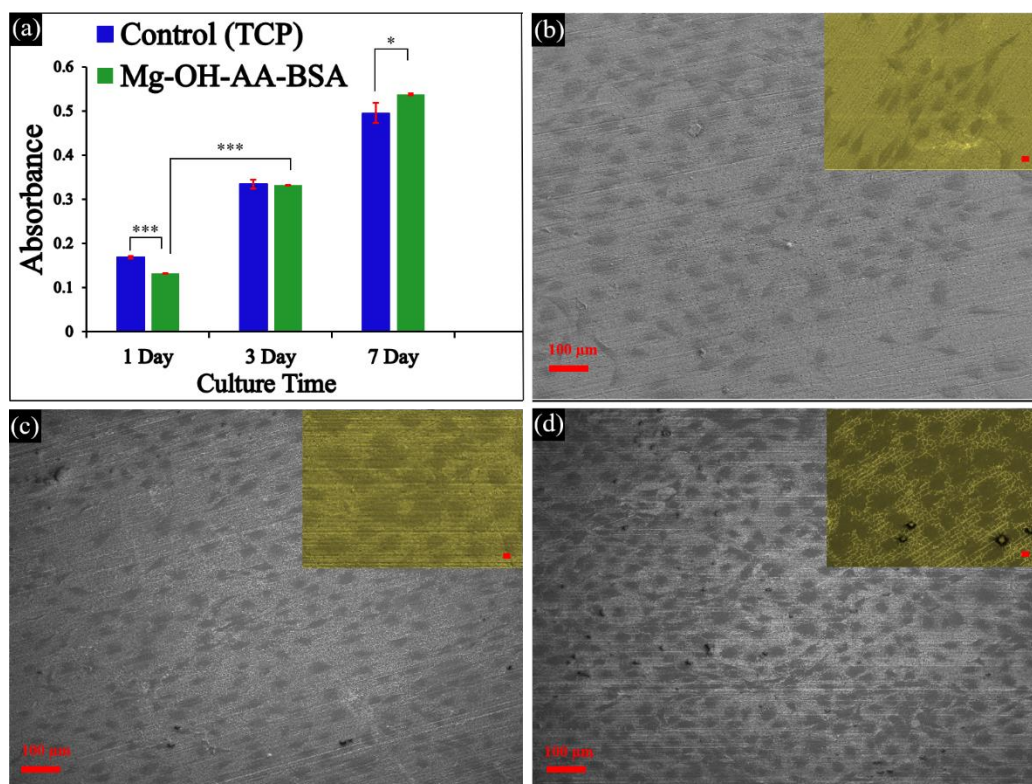 (a)
Control (TCP)
Mg-OH-AA-BSA
Absorbance
0.6
0.5
0.4
0.3
0.2
0.1
0
***
***
*
1 Day
3 Day
7 Day
Culture Time
(b)
100 µm
(c)
100 µm
(d)
100 µm